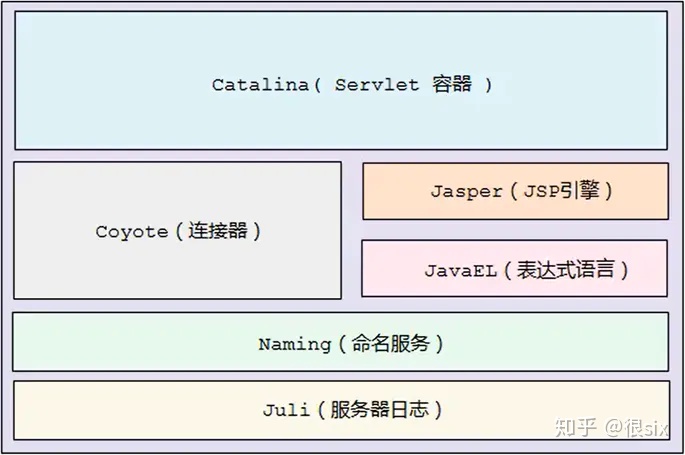 Catalina( Servlet 容器 )
Coyote（连接器）
Jasper（JSP引擎）
JavaEL（表达式语言）
Naming（命名服务）
Juli（服务器日志）
知乎 @很six